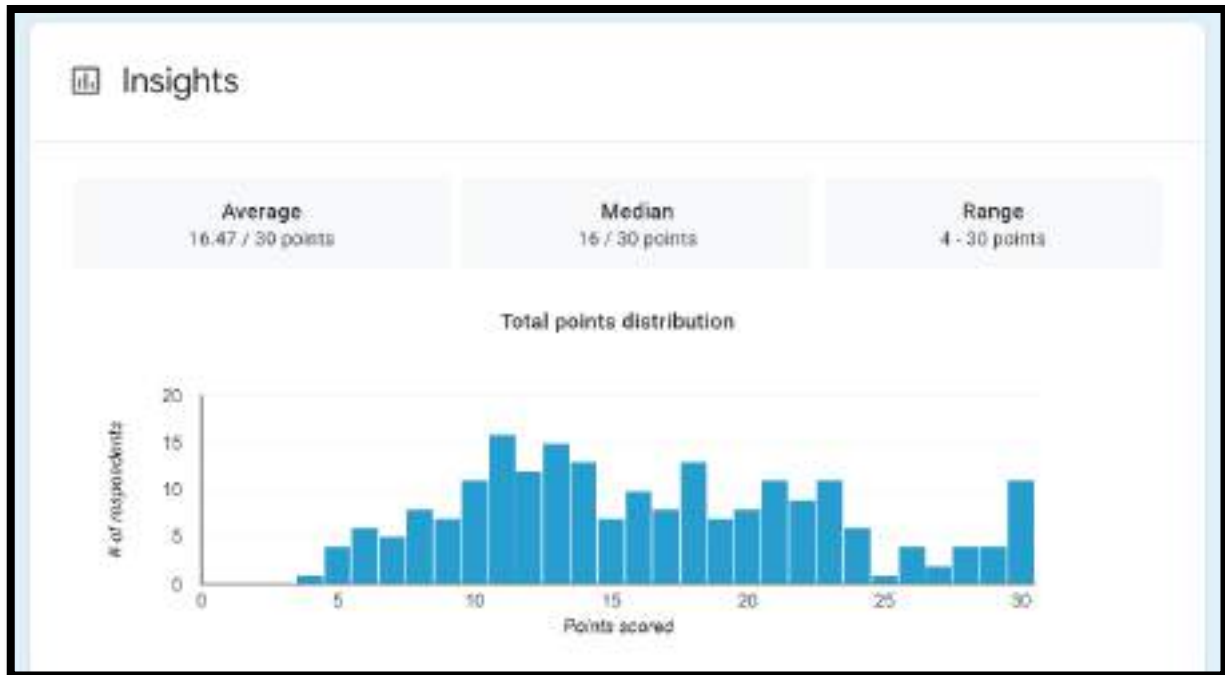 Insights
Average
16.47 / 30 points
Median
16 / 30 points
Range
4 - 30 points
Total points distribution
# of respondents
20
15
10
5
0
0 5 10 15 20 25 30
Points scored